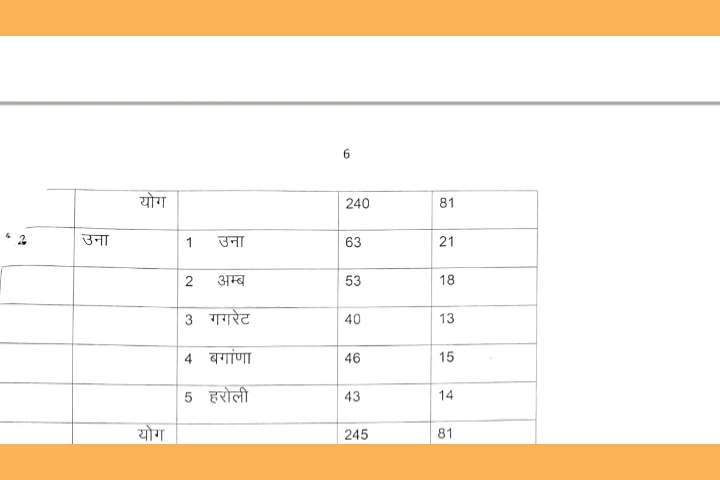 6
योग 240 81
उना 1 उना 63 21
2 अम्ब 53 18
3 गगरेट 40 13
4 बगांणा 46 15
5 हरोली 43 14
योग 245 81